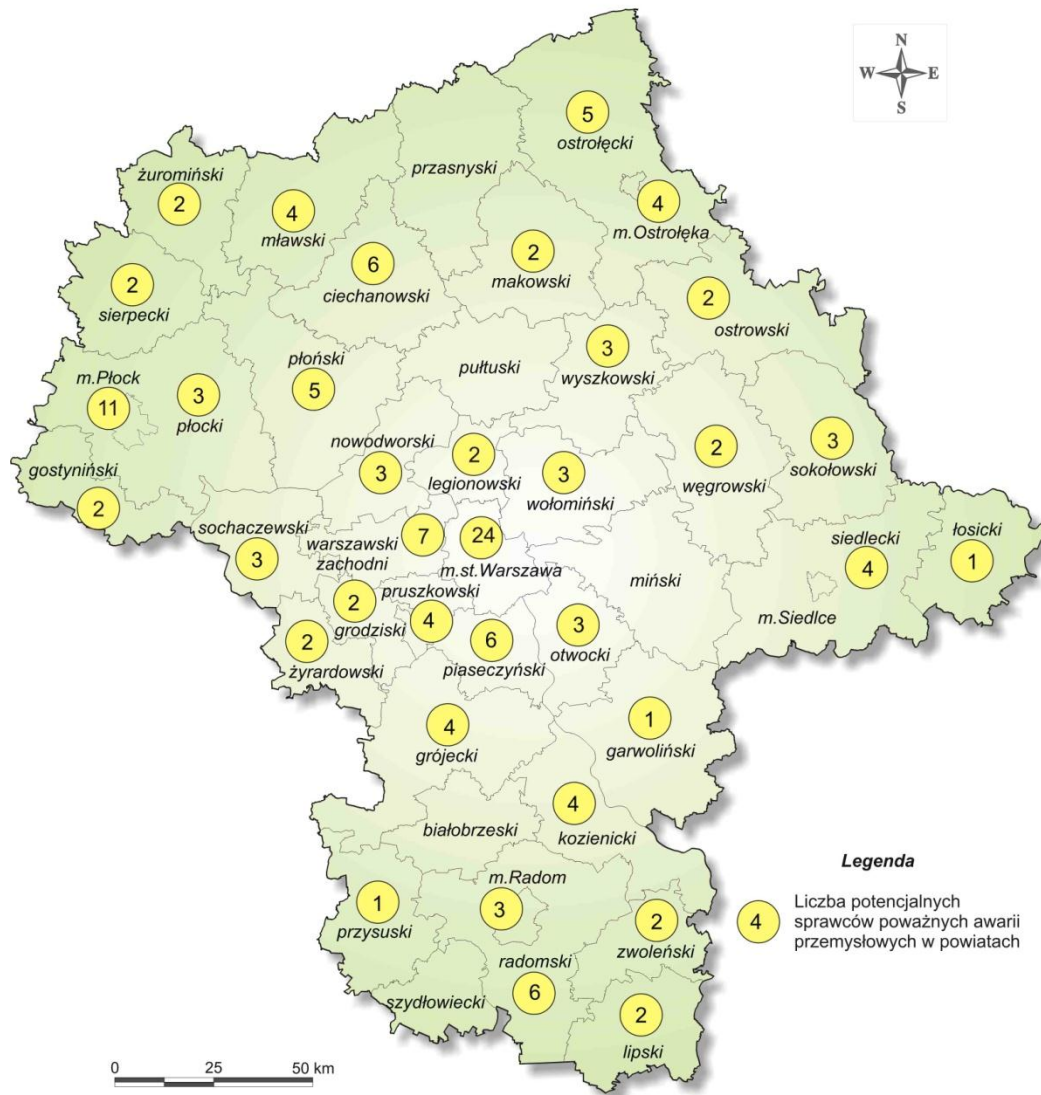 N
W E
S
5
ostrołęcki
przasnyski
żuromiński
2
4
mławski
4
m.Ostrołęka
6
ciechanowski
2
makowski
2
sierpecki
2
ostrowski
3
wyszkowski
płoński
5
pułtuski
m.Płock
11
3
płocki
nowodworski
3
2
legionowski
3
wołomiński
2
węgrowski
3
sokołowski
gostyniński
2
sochaczewski
3
warszawski
zachodni
7
24
m.st.Warszawa
miński
siedlecki
4
m.Siedlce
łosicki
1
2
grodziski
pruszkowski
4
6
piaseczyński
3
otwocki
2
żyrardowski
4
grójecki
1
garwoliński
białobrzeski
4
kozienicki
1
przysuski
m.Radom
3
2
zwoleński
radomski
6
szydłowiecki
2
lipski
Legenda
4
Liczba potencjalnych
sprawców poważnych awarii
przemysłowych w powiatach
0 25 50 km